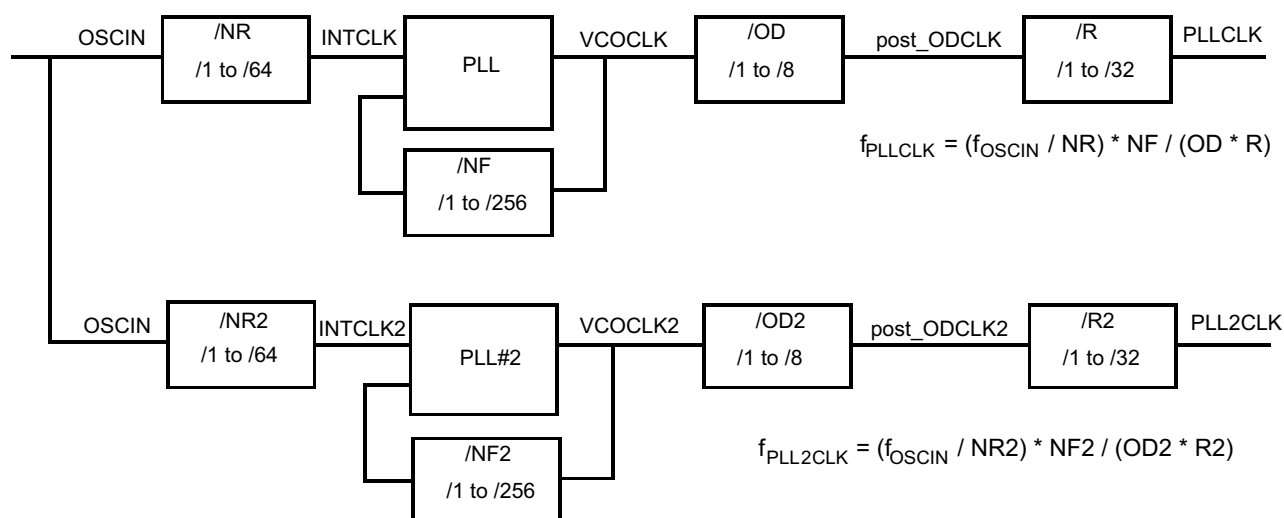 OSCIN
/NR
/1 to /64
INTCLK
PLL
VCOCLK
/OD
/1 to /8
post_ODCLK
/R
/1 to /32
PLLCLK
/NF
/1 to /256
fPLLCLK = (fOSCIN / NR) * NF / (OD * R)
OSCIN
/NR2
/1 to /64
INTCLK2
PLL#2
VCOCLK2
/OD2
/1 to /8
post_ODCLK2
/R2
/1 to /32
PLL2CLK
/NF2
/1 to /256
fPLL2CLK = (fOSCIN / NR2) * NF2 / (OD2 * R2)